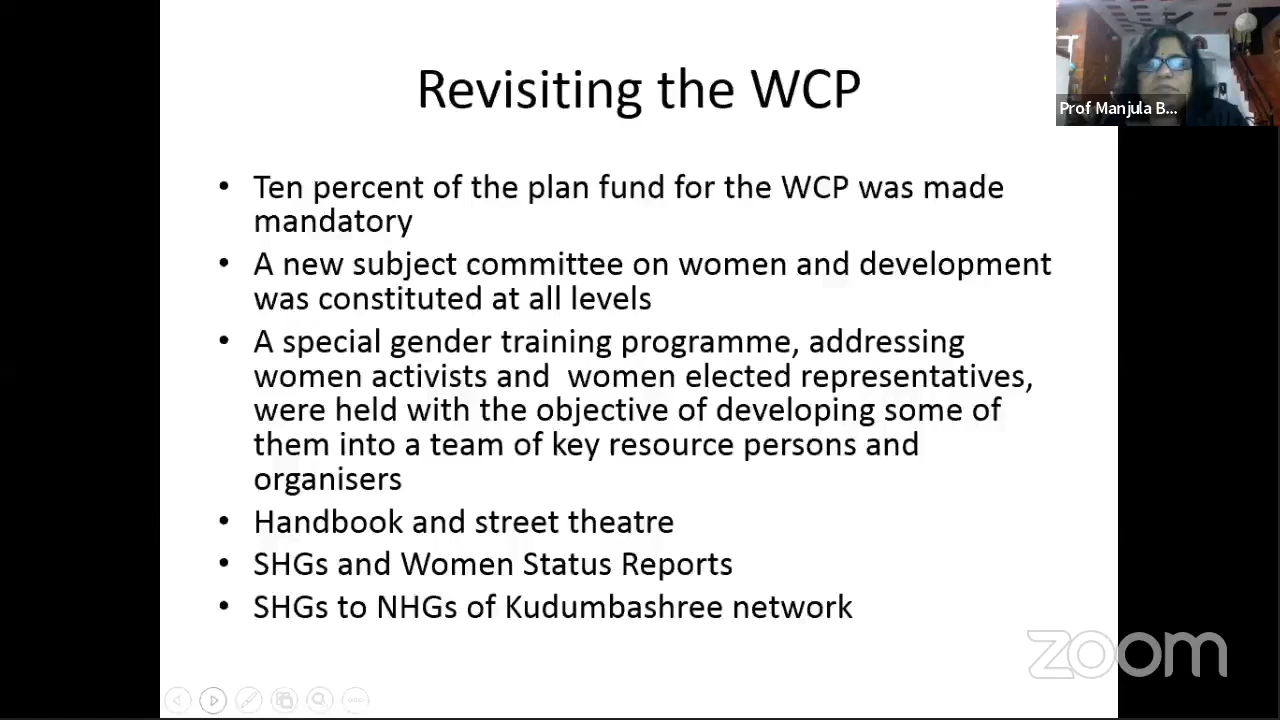 Revisiting the WCP
Prof Manjula B...
• Ten percent of the plan fund for the WCP was made
mandatory
• A new subject committee on women and development
was constituted at all levels
• A special gender training programme, addressing
women activists and  women elected representatives,
were held with the objective of developing some of
them into a team of key resource persons and
organisers
• Handbook and street theatre
• SHGs and Women Status Reports
• SHGs to NHGs of Kudumbashree network
zoom